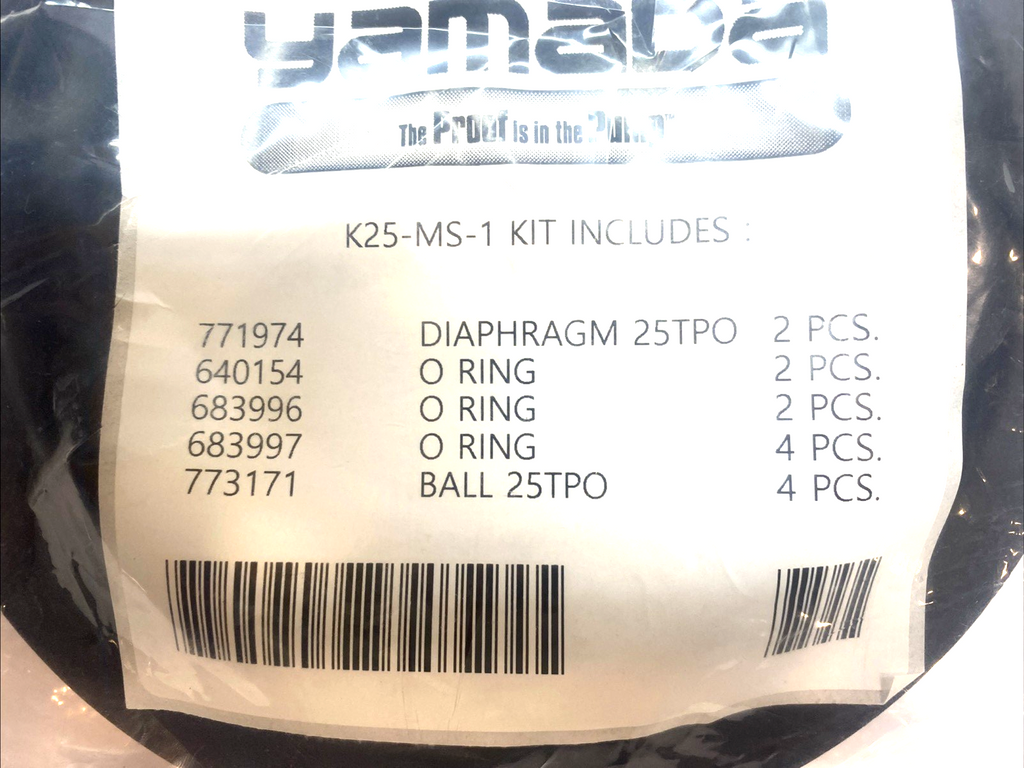 yamada
The Proof is in the Pump™
K25-MS-1 KIT INCLUDES :
771974 DIAPHRAGM 25TPO 2 PCS.
640154 O RING 2 PCS.
683996 O RING 2 PCS.
683997 O RING 4 PCS.
773171 BALL 25TPO 4 PCS.